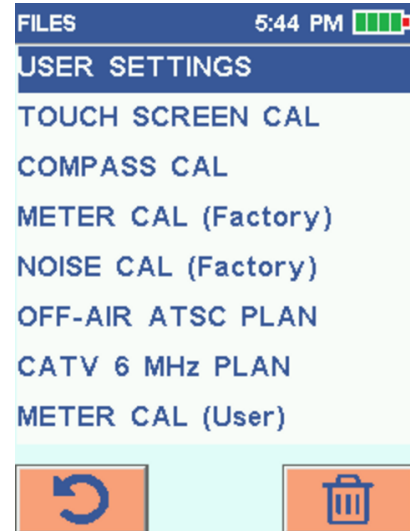 FILES 5:44 PM
USER SETTINGS
TOUCH SCREEN CAL
COMPASS CAL
METER CAL (Factory)
NOISE CAL (Factory)
OFF-AIR ATSC PLAN
CATV 6 MHz PLAN
METER CAL (User)